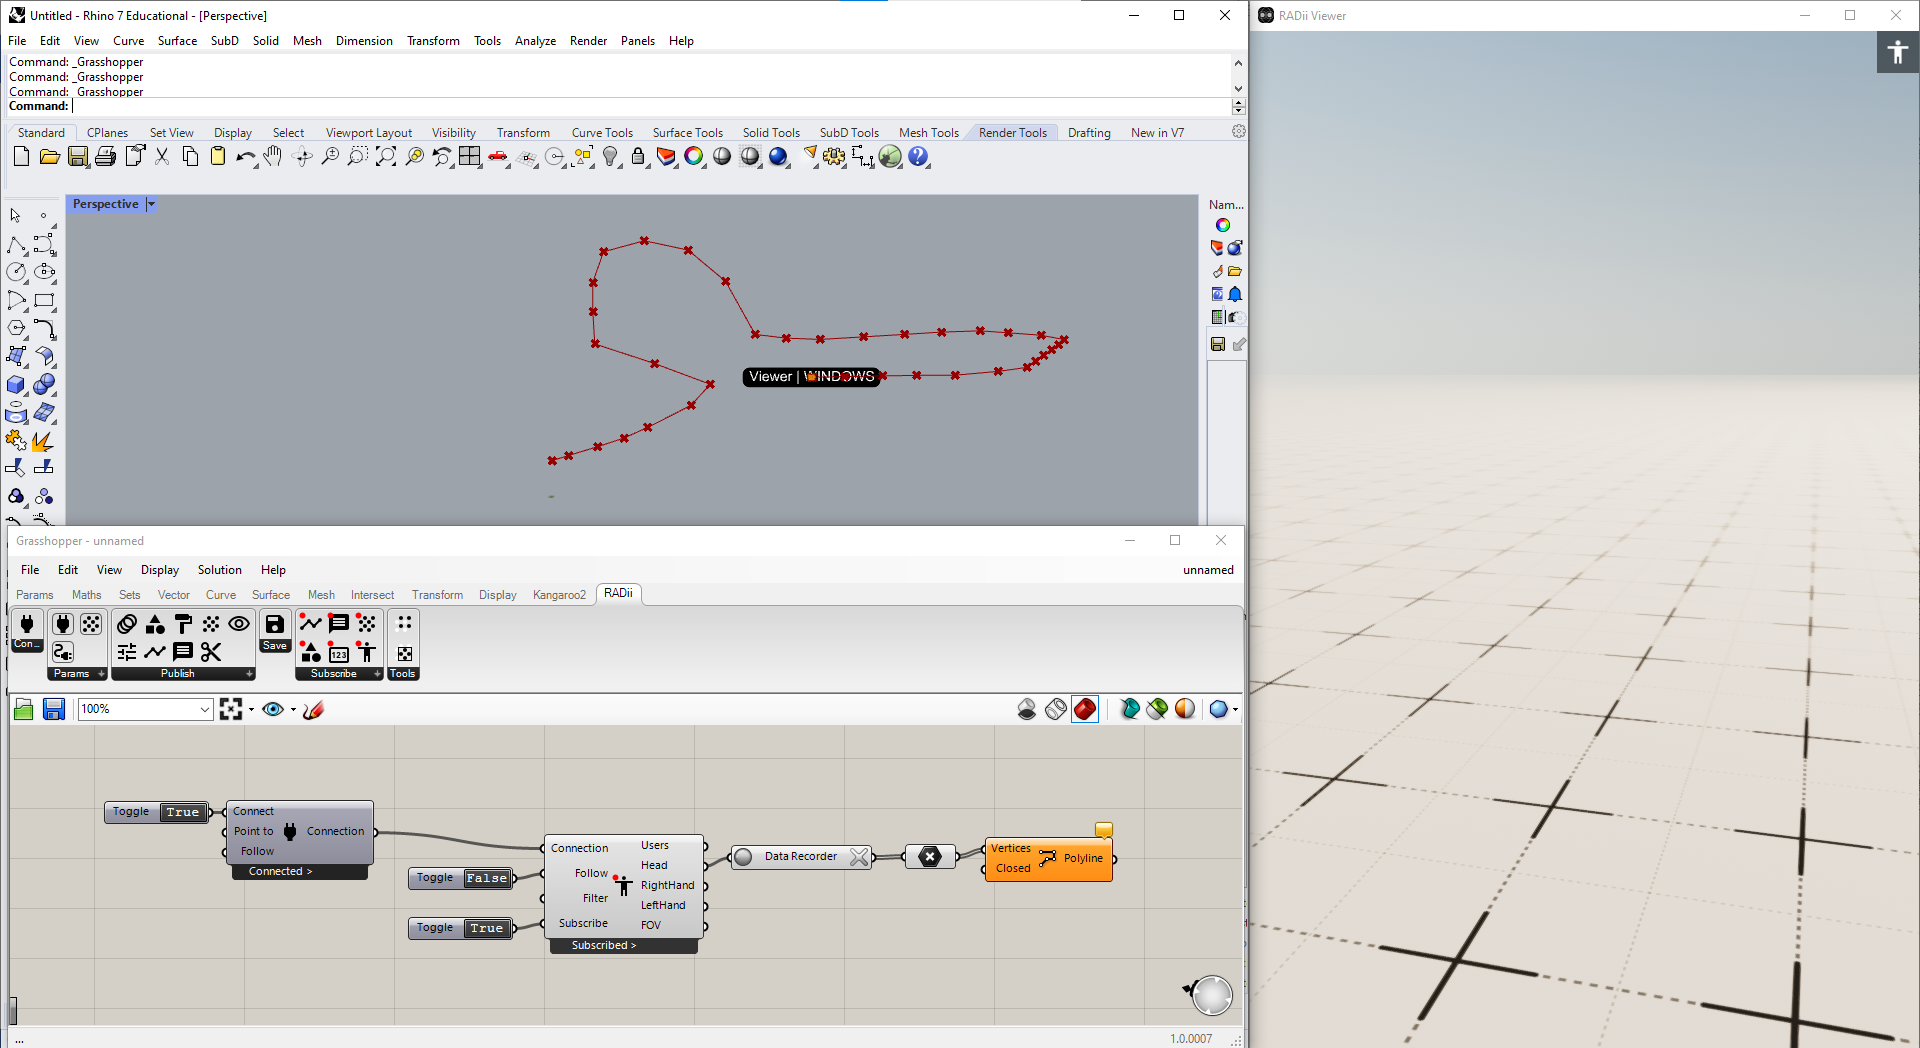 Untitled - Rhino 7 Educational - [Perspective]
File Edit View Curve Surface SubD Solid Mesh Dimension Transform Tools Analyze Render Panels Help
Command: _Grasshopper
Command: _Grasshopper
Command: _Grasshopper
Command:
Standard CPlanes Set View Display Select Viewport Layout Visibility Transform Curve Tools Surface Tools Solid Tools SubD Tools Mesh Tools Render Tools Drafting New in V7
Perspective
Nam...
Viewer | WINDOWS
Grasshopper - unnamed
File Edit View Display Solution Help
unnamed
Params Maths Sets Vector Curve Surface Mesh Intersect Transform Display Kangaroo2 RADii
Con...
Save
123
Params
Publish
Subscribe
Tools
100%
Toggle True
Connect
Point to
Follow
Connection
Connected >
Toggle False
Toggle True
Connection
Follow
Filter
Subscribe
Users
Head
RightHand
LeftHand
FOV
Subscribed >
Data Recorder
Vertices
Closed
Polyline
...
1.0.0007
RADii Viewer